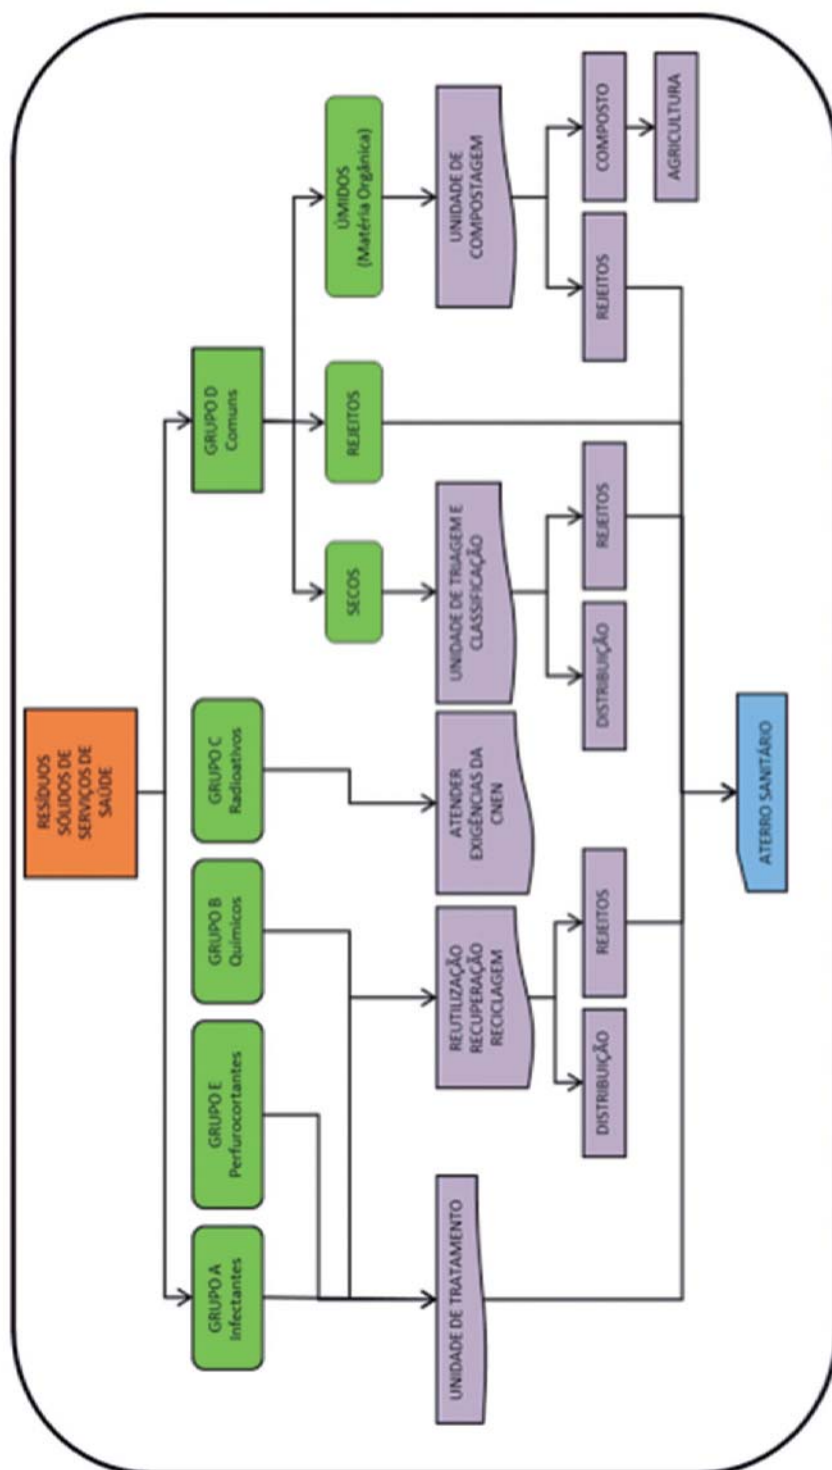 RESÍDUOS
SÓLIDOS DE
SERVIÇOS DE
SAÚDE
GRUPO A
Infectantes
GRUPO E
Perfurocortantes
GRUPO B
Químicos
GRUPO C
Radioativos
GRUPO D
Comuns
SECOS
REJEITOS
ÚMIDOS
(Matéria Orgânica)
UNIDADE DE TRATAMENTO
REUTILIZAÇÃO
RECUPERAÇÃO
RECICLAGEM
ATENDER
EXIGÊNCIAS DA
CNEN
UNIDADE DE TRIAGEM E
CLASSIFICAÇÃO
UNIDADE DE
COMPOSTAGEM
DISTRIBUIÇÃO
REJEITOS
DISTRIBUIÇÃO
REJEITOS
REJEITOS
COMPOSTO
AGRICULTURA
ATERRO SANITÁRIO